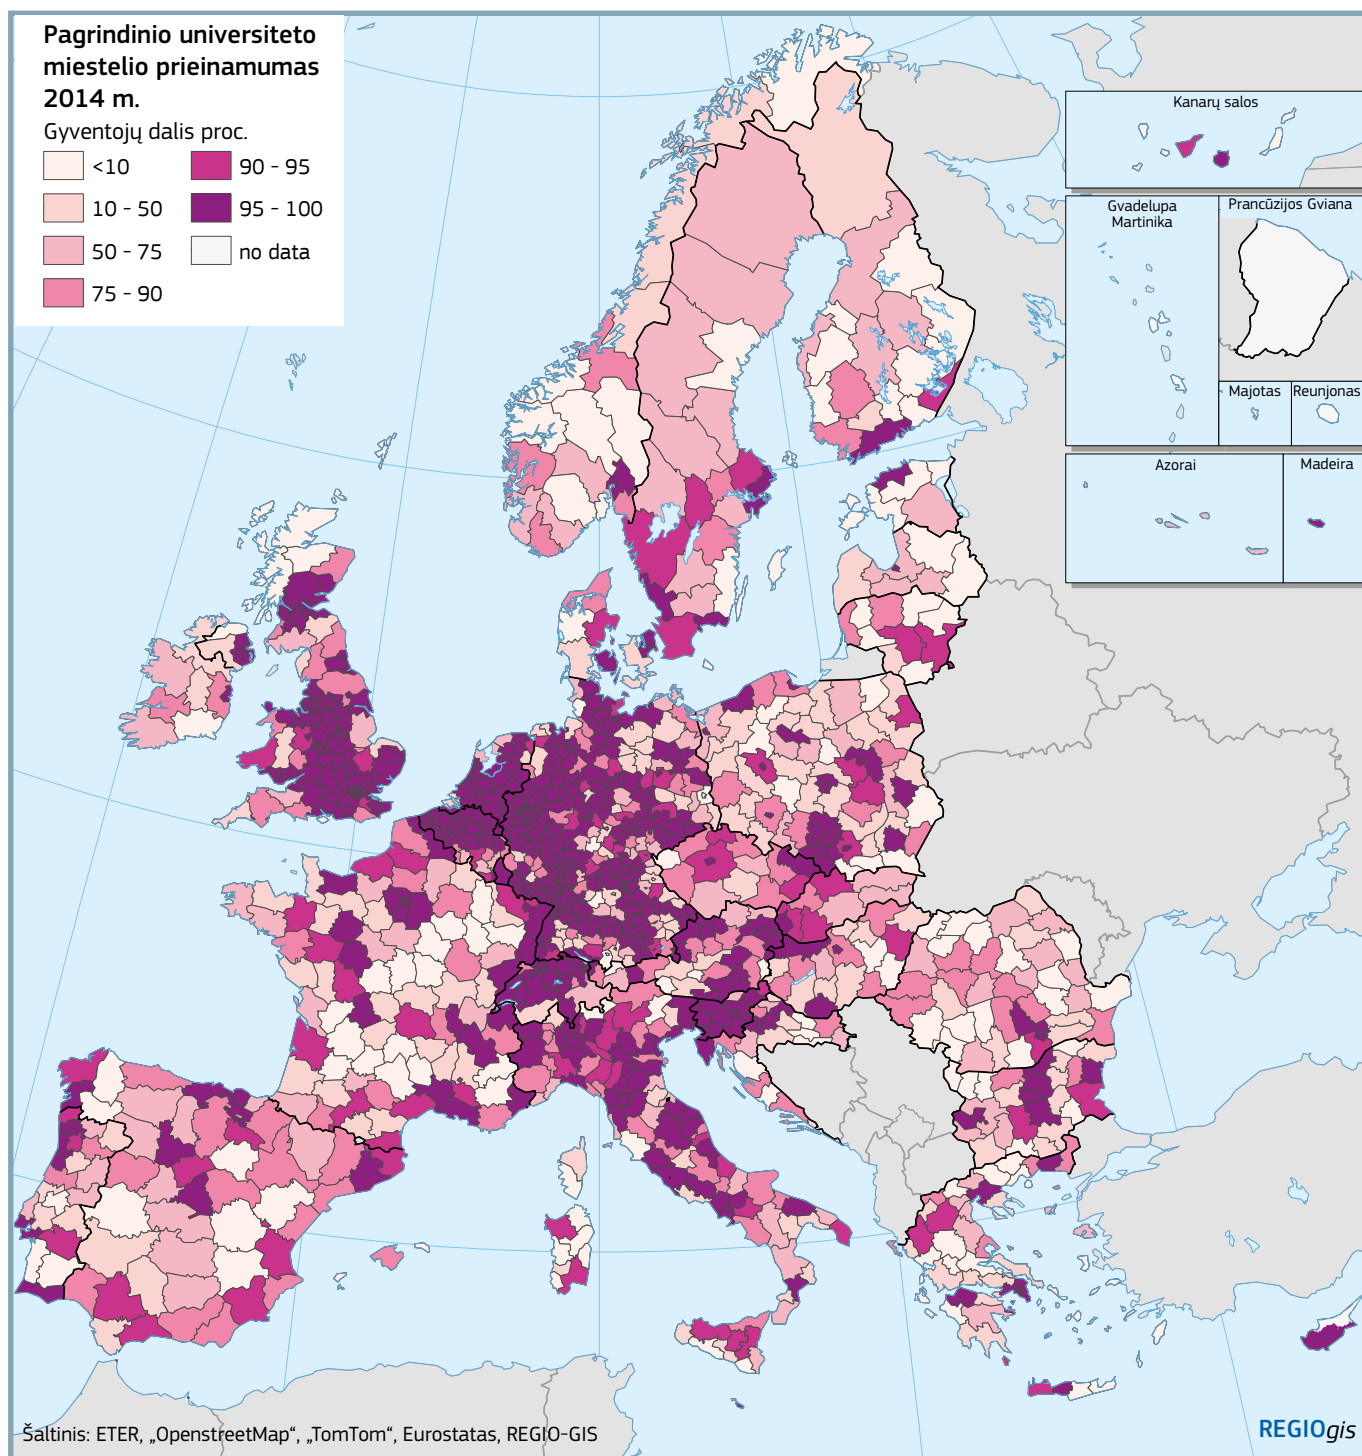 Pagrindinio universiteto
miestelio prieinamumas
2014 m.
Gyventojų dalis proc.
<10
10 - 50
50 - 75
75 - 90
90 - 95
95 - 100
no data
Kanarų salos
Gvadelupa
Martinika
Prancūzijos Gviana
Majotas
Reunjonas
Azorai
Madeira
Šaltinis: ETER, „OpenstreetMap“, „TomTom“, Eurostatas, REGIO-GIS
REGIOgis